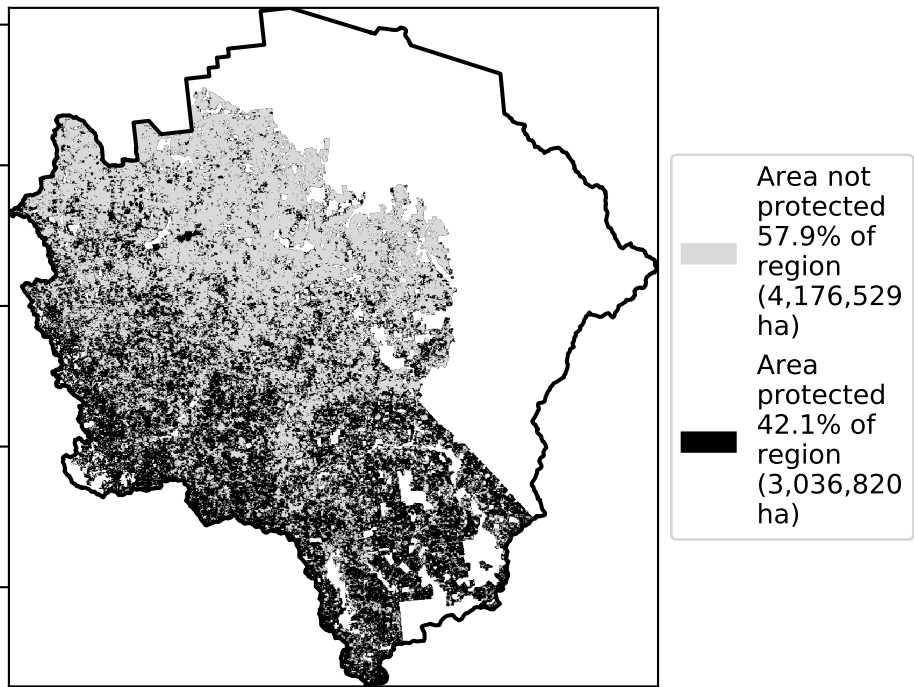 Area not
protected
57.9% of
region
(4,176,529
ha)
Area
protected
42.1% of
region
(3,036,820
ha)